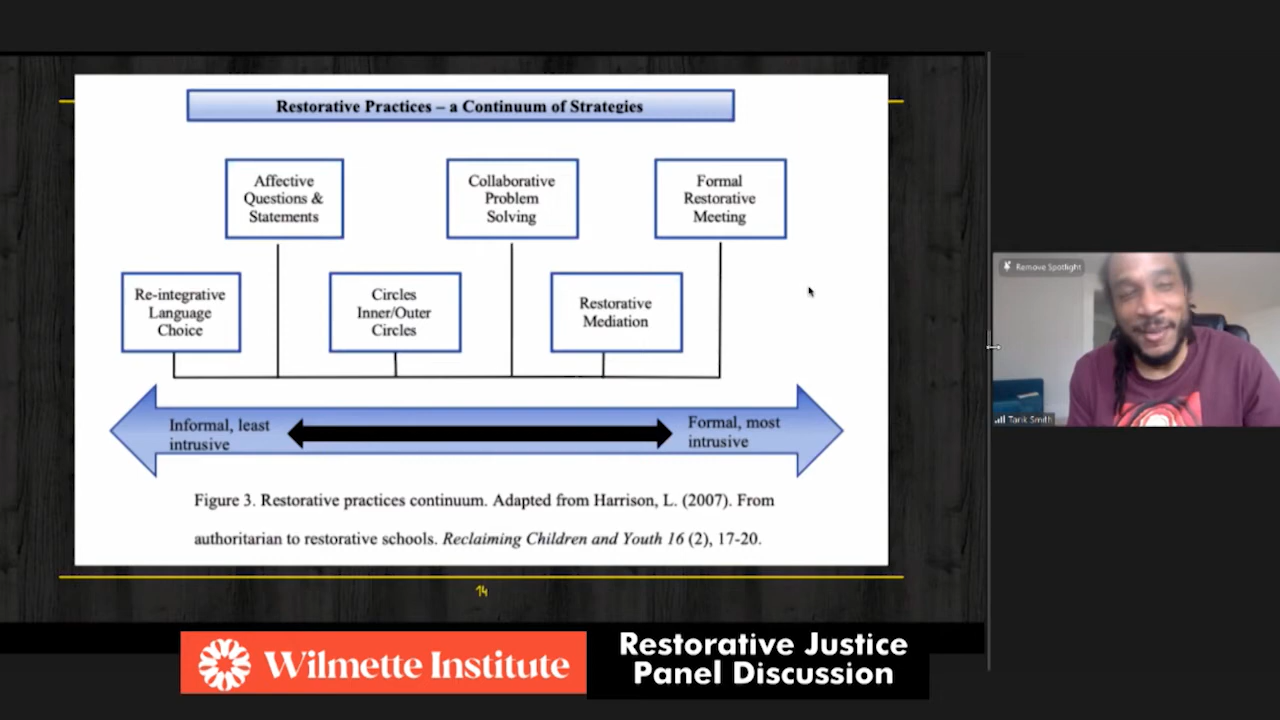 Restorative Practices – a Continuum of Strategies
Affective
Questions &
Statements
Collaborative
Problem
Solving
Formal
Restorative
Meeting
Re-integrative
Language
Choice
Circles
Inner/Outer
Circles
Restorative
Mediation
Informal, least
intrusive
Formal, most
intrusive
Figure 3. Restorative practices continuum. Adapted from Harrison, L. (2007). From
authoritarian to restorative schools. Reclaiming Children and Youth 16 (2), 17-20.
14
Remove Spotlight
Tarik Smith
Wilmette Institute
Restorative Justice
Panel Discussion